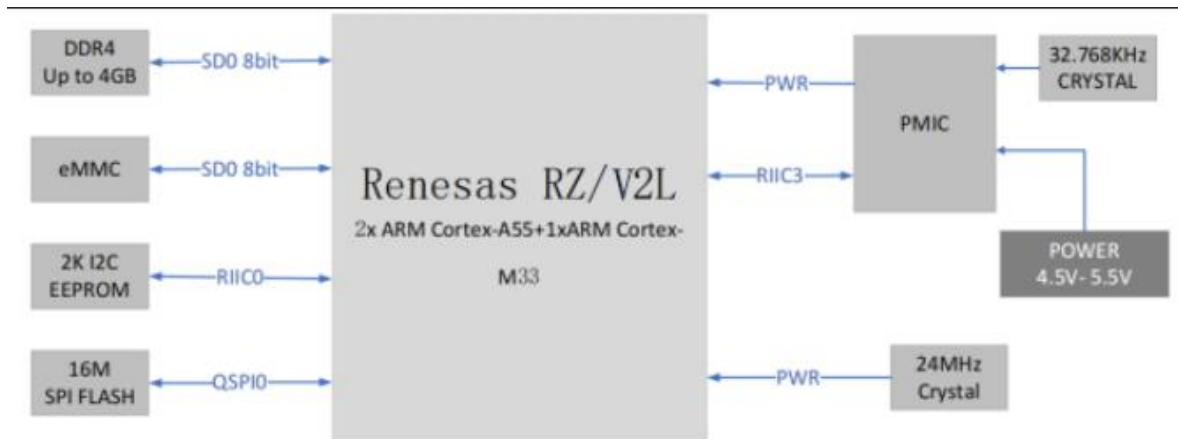 DDR4
Up to 4GB
SD0 8bit
eMMC
SD0 8bit
2K I2C
EEPROM
RIIC0
16M
SPI FLASH
QSPI0
Renesas RZ/V2L
2x ARM Cortex-A55+1xARM Cortex-
M33
PWR
RIIC3
PMIC
32.768KHz
CRYSTAL
POWER
4.5V- 5.5V
PWR
24MHz
Crystal